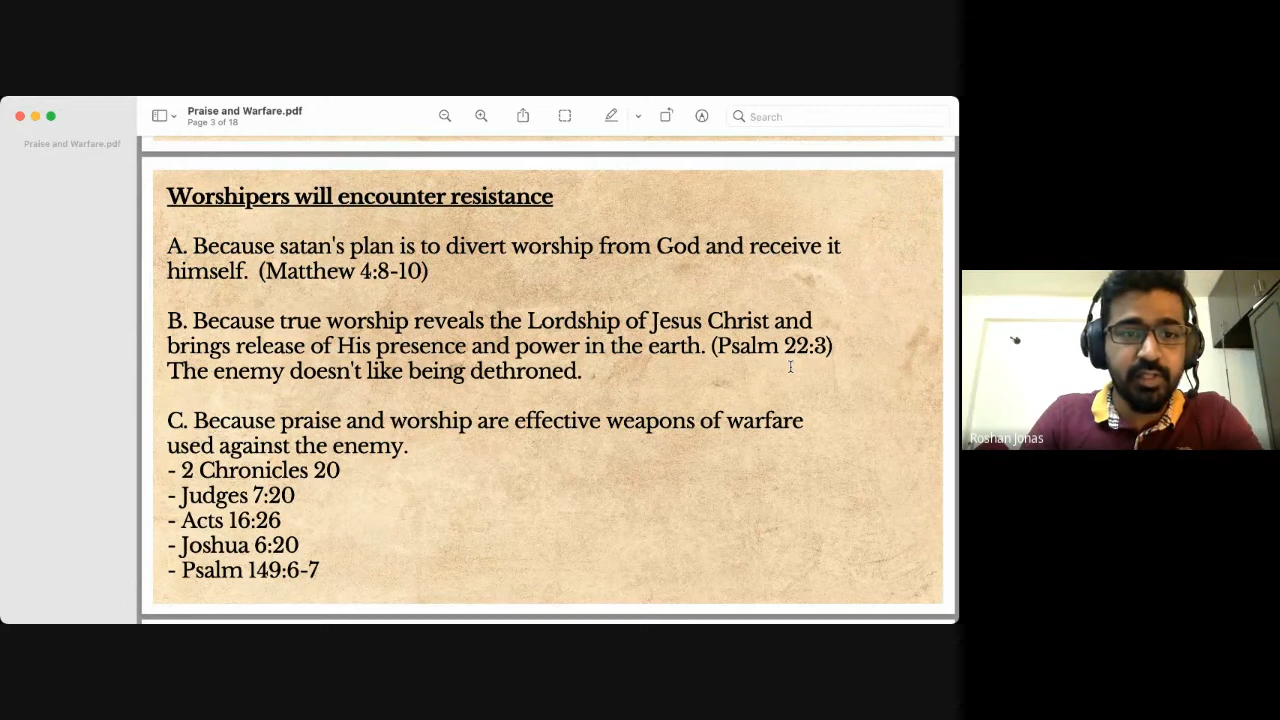 Praise and Warfare.pdf
Page 3 of 18
Search
Praise and Warfare.pdf
Worshipers will encounter resistance
A. Because satan's plan is to divert worship from God and receive it
himself. (Matthew 4:8-10)
B. Because true worship reveals the Lordship of Jesus Christ and
brings release of His presence and power in the earth. (Psalm 22:3)
The enemy doesn't like being dethroned.
C. Because praise and worship are effective weapons of warfare
used against the enemy.
- 2 Chronicles 20
- Judges 7:20
- Acts 16:26
- Joshua 6:20
- Psalm 149:6-7
Roshan Jonas